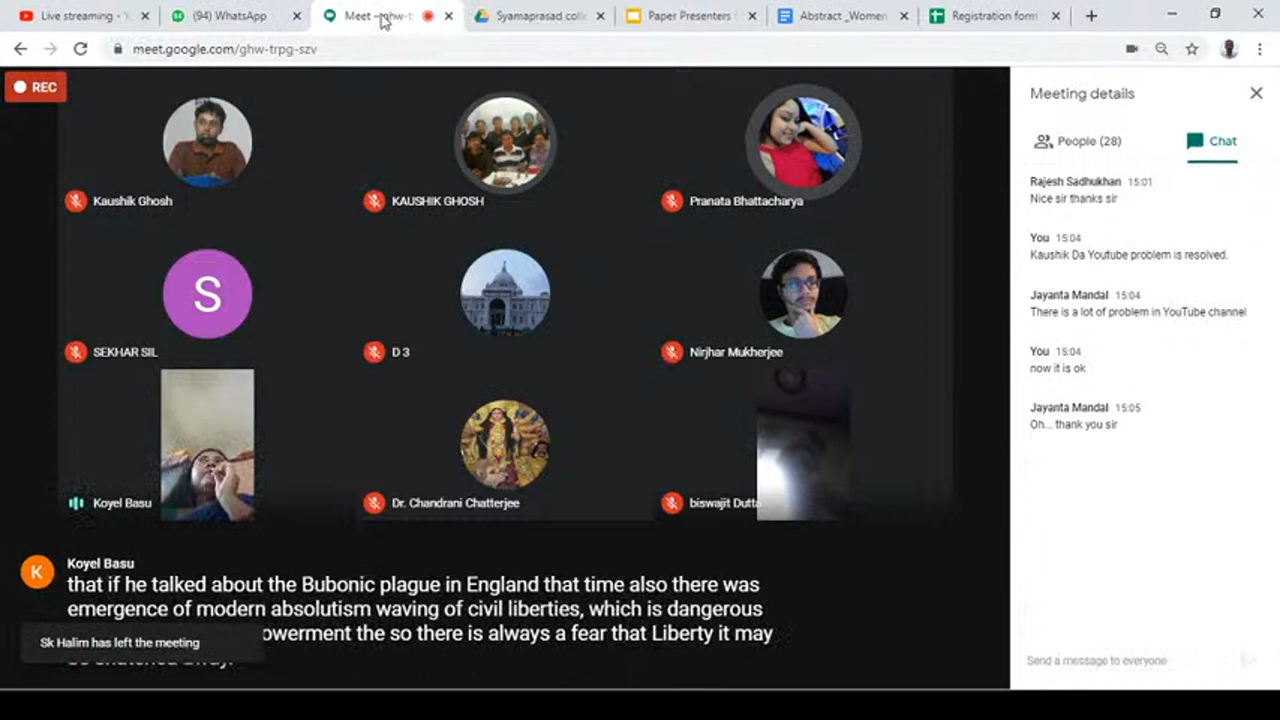 Live streaming - Y
(94) WhatsApp
Meet – ghw-t
Syamaprasad coll
Paper Presenters
Abstract _Women
Registration form
meet.google.com/ghw-trpg-szv
REC
Kaushik Ghosh
KAUSHIK GHOSH
Pranata Bhattacharya
S
SEKHAR SIL
D 3
Nirjhar Mukherjee
Koyel Basu
Dr. Chandrani Chatterjee
biswajit Dutta
K
Koyel Basu
that if he talked about the Bubonic plague in England that time also there was
emergence of modern absolutism waving of civil liberties, which is dangerous
owerment the so there is always a fear that Liberty it may
Sk Halim has left the meeting
Meeting details
People (28)
Chat
Rajesh Sadhukhan 15:01
Nice sir thanks sir
You 15:04
Kaushik Da Youtube problem is resolved.
Jayanta Mandal 15:04
There is a lot of problem in YouTube channel
You 15:04
now it is ok
Jayanta Mandal 15:05
Oh... thank you sir
Send a message to everyone